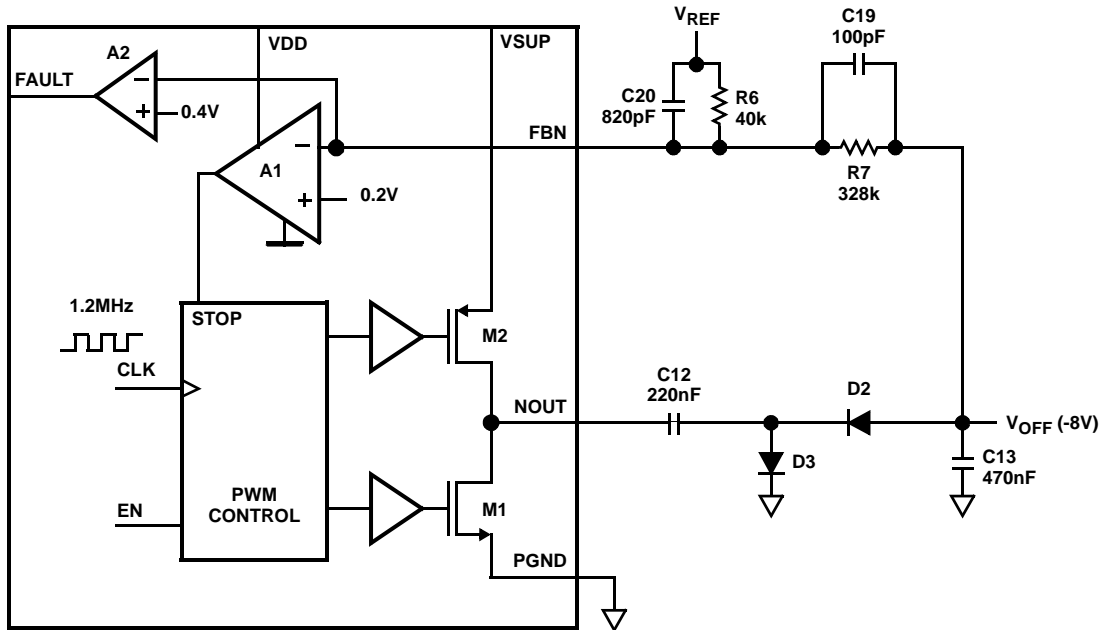 VREF
C19
100pF
A2
VDD
VSUP
FAULT
−
+
0.4V
C20
820pF
R6
40k
FBN
−
A1
+
0.2V
R7
328k
1.2MHz
STOP
M2
CLK
C12
220nF
D2
NOUT
VOFF (-8V)
D3
C13
470nF
EN
PWM
CONTROL
M1
PGND